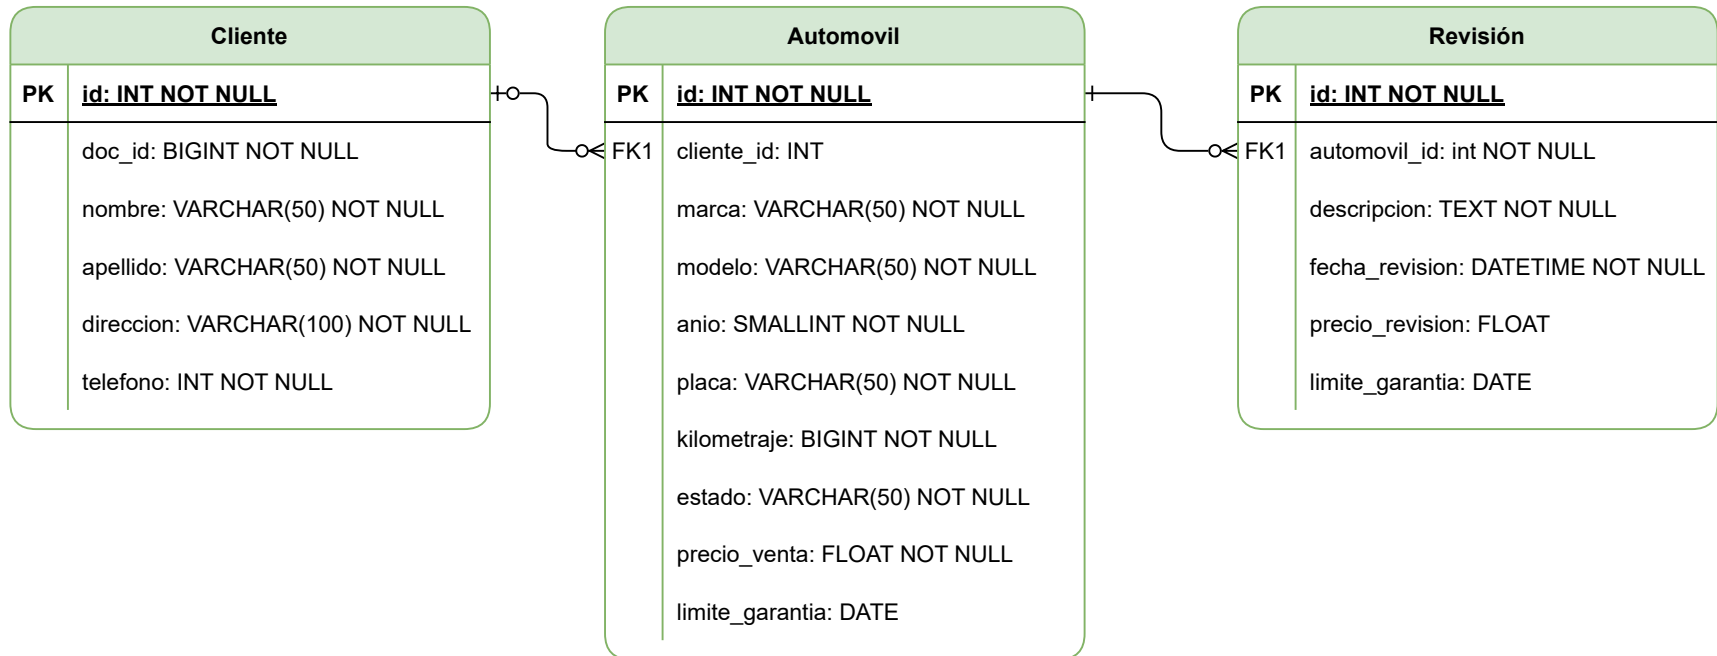 Cliente
PK id: INT NOT NULL
doc_id: BIGINT NOT NULL
nombre: VARCHAR(50) NOT NULL
apellido: VARCHAR(50) NOT NULL
direccion: VARCHAR(100) NOT NULL
telefono: INT NOT NULL
Automovil
PK id: INT NOT NULL
FK1 cliente_id: INT
marca: VARCHAR(50) NOT NULL
modelo: VARCHAR(50) NOT NULL
anio: SMALLINT NOT NULL
placa: VARCHAR(50) NOT NULL
kilometraje: BIGINT NOT NULL
estado: VARCHAR(50) NOT NULL
precio_venta: FLOAT NOT NULL
limite_garantia: DATE
Revisión
PK id: INT NOT NULL
FK1 automovil_id: int NOT NULL
descripcion: TEXT NOT NULL
fecha_revision: DATETIME NOT NULL
precio_revision: FLOAT
limite_garantia: DATE